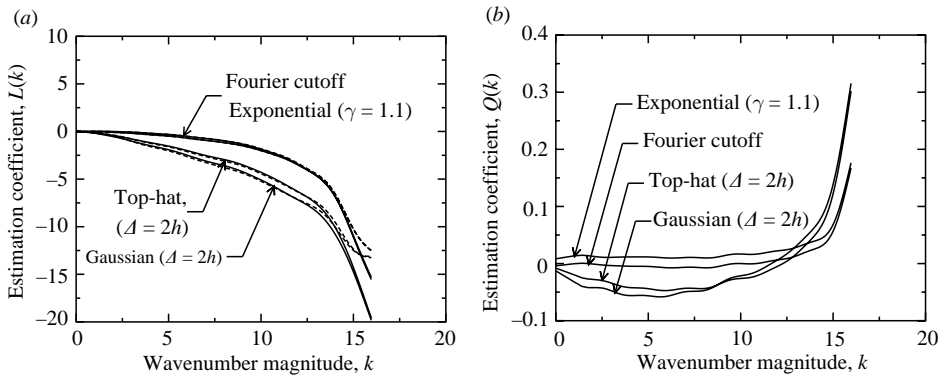 (a)
10
5
0
–5
–10
–15
–20
Estimation coefficient, L(k)
Fourier cutoff
Exponential (γ = 1.1)
Top-hat,
(Δ = 2h)
Gaussian (Δ = 2h)
0
5
10
15
20
Wavenumber magnitude, k
(b)
0.4
0.3
0.2
0.1
0
–0.1
Estimation coefficient, Q(k)
Exponential (γ = 1.1)
Fourier cutoff
Top-hat (Δ = 2h)
Gaussian (Δ = 2h)
0
5
10
15
20
Wavenumber magnitude, k